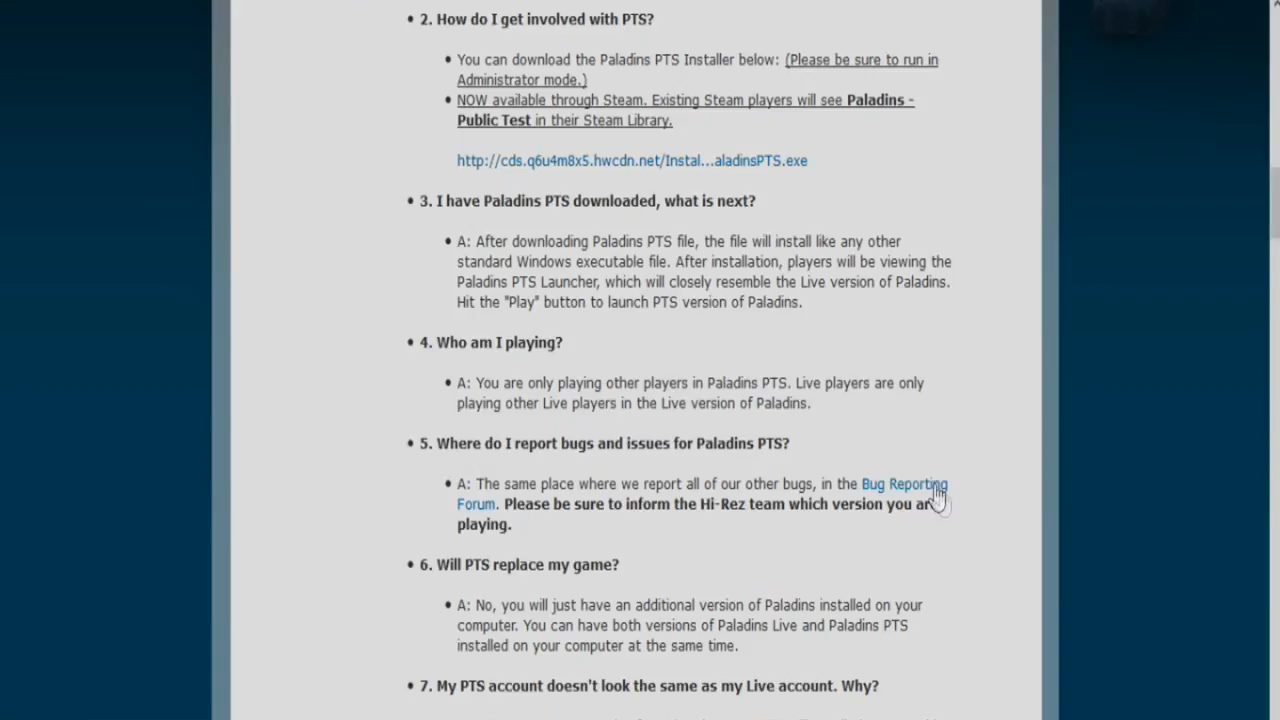 • 2. How do I get involved with PTS?
• You can download the Paladins PTS Installer below: (Please be sure to run in
Administrator mode.)
• NOW available through Steam. Existing Steam players will see Paladins -
Public Test in their Steam Library.
http://cds.q6u4m8x5.hwcdn.net/Instal...aladinsPTS.exe
• 3. I have Paladins PTS downloaded, what is next?
• A: After downloading Paladins PTS file, the file will install like any other
standard Windows executable file. After installation, players will be viewing the
Paladins PTS Launcher, which will closely resemble the Live version of Paladins.
Hit the "Play" button to launch PTS version of Paladins.
• 4. Who am I playing?
• A: You are only playing other players in Paladins PTS. Live players are only
playing other Live players in the Live version of Paladins.
• 5. Where do I report bugs and issues for Paladins PTS?
• A: The same place where we report all of our other bugs, in the Bug Reporting
Forum. Please be sure to inform the Hi-Rez team which version you are
playing.
• 6. Will PTS replace my game?
• A: No, you will just have an additional version of Paladins installed on your
computer. You can have both versions of Paladins Live and Paladins PTS
installed on your computer at the same time.
• 7. My PTS account doesn't look the same as my Live account. Why?